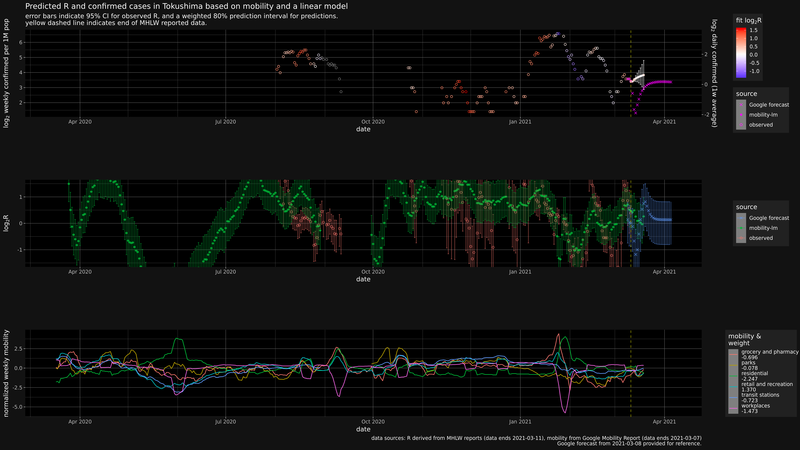 Predicted R and confirmed cases in Tokushima based on mobility and a linear model
error bars indicate 95% CI for observed R, and a weighted 80% prediction interval for predictions.
yellow dashed line indicates end of MHLW reported data.
log₂ weekly confirmed per 1M pop
6
5
4
3
2
Apr 2020
Jul 2020
Oct 2020
Jan 2021
Apr 2021
date
2
0
-2
log₂ daily confirmed (1w average)
fit log₂R
1.5
1.0
0.5
0.0
-0.5
-1.0
source
Google forecast
mobility-lm
observed
log₂R
1
0
-1
Apr 2020
Jul 2020
Oct 2020
Jan 2021
Apr 2021
date
source
Google forecast
mobility-lm
observed
normalized weekly mobility
2.5
0.0
-2.5
-5.0
Apr 2020
Jul 2020
Oct 2020
Jan 2021
Apr 2021
date
mobility &
weight
grocery and pharmacy
-0.696
parks
-0.078
residential
-2.247
retail and recreation
1.370
transit stations
-0.723
workplaces
-1.473
data sources: R derived from MHLW reports (data ends 2021-03-11), mobility from Google Mobility Report (data ends 2021-03-07)
Google forecast from 2021-03-08 provided for reference.